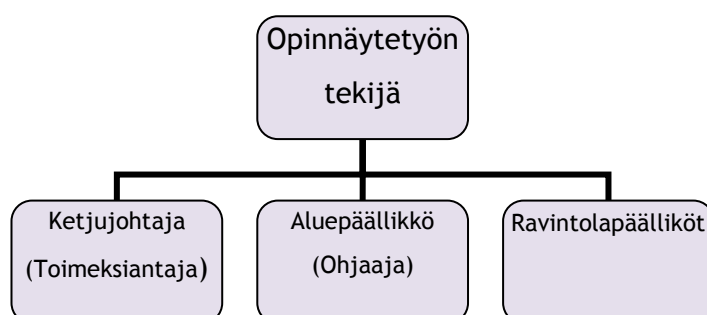 Opinnäytetyön
tekijä
Ketjujohtaja
(Toimeksiantaja)
Aluepäällikkö
(Ohjaaja)
Ravintolapäälliköt